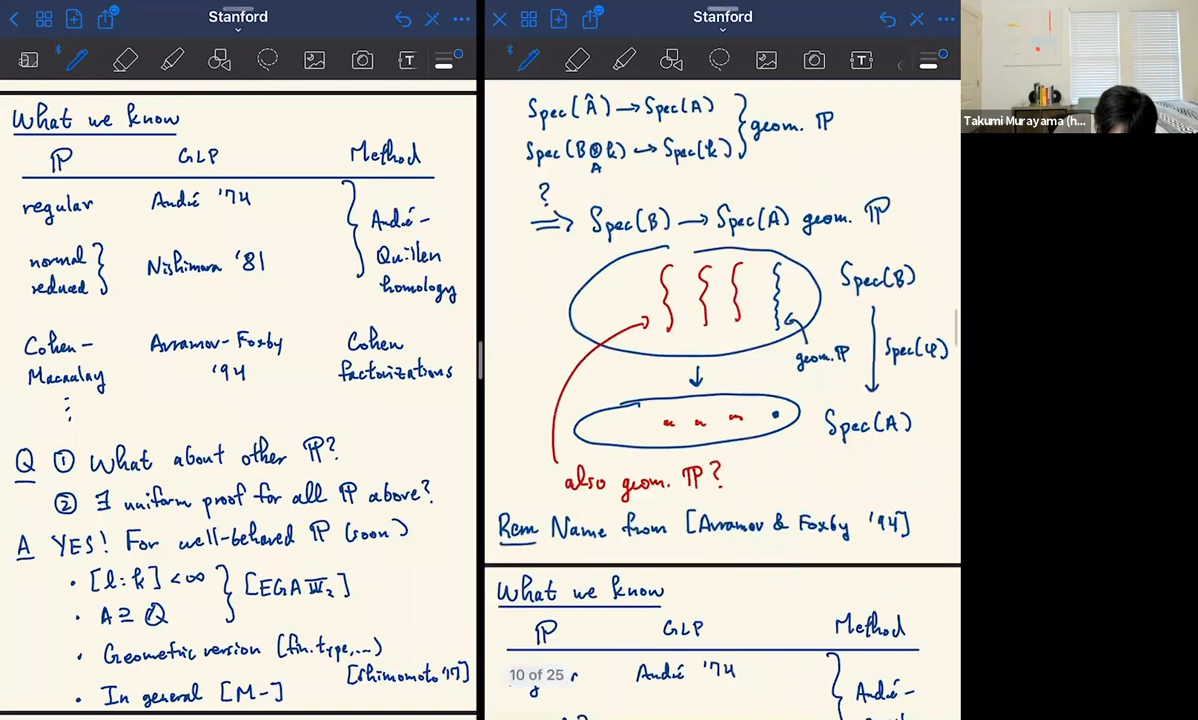 Stanford
What we know
ℙ GLP Method
regular André '74
normal
reduced
Nishimura '81
André-
Quillen
homology
Cohen-
Macaulay
Avramov-Foxby
'94
Cohen
factorizations
⋮
Q ① What about other ℙ?
② ∃ uniform proof for all ℙ above?
A YES! For well-behaved ℙ (soon)
• [l:k] < ∞
• A ⊇ ℚ
[EGA IV₂]
• Geometric version (fin. type,...)
[Shimomoto '17]
• In general [M-]
Stanford
Spec(Â) → Spec(A)
Spec(B ⊗_A k) → Spec(k)
geom. ℙ
?
⟹ Spec(B) → Spec(A) geom. ℙ
Spec(B)
geom. ℙ
Spec(φ)
Spec(A)
also geom. ℙ?
Rem Name from [Avramov & Foxby '94]
What we know
ℙ GLP Method
10 of 25
André '74
André-
Takumi Murayama (h...